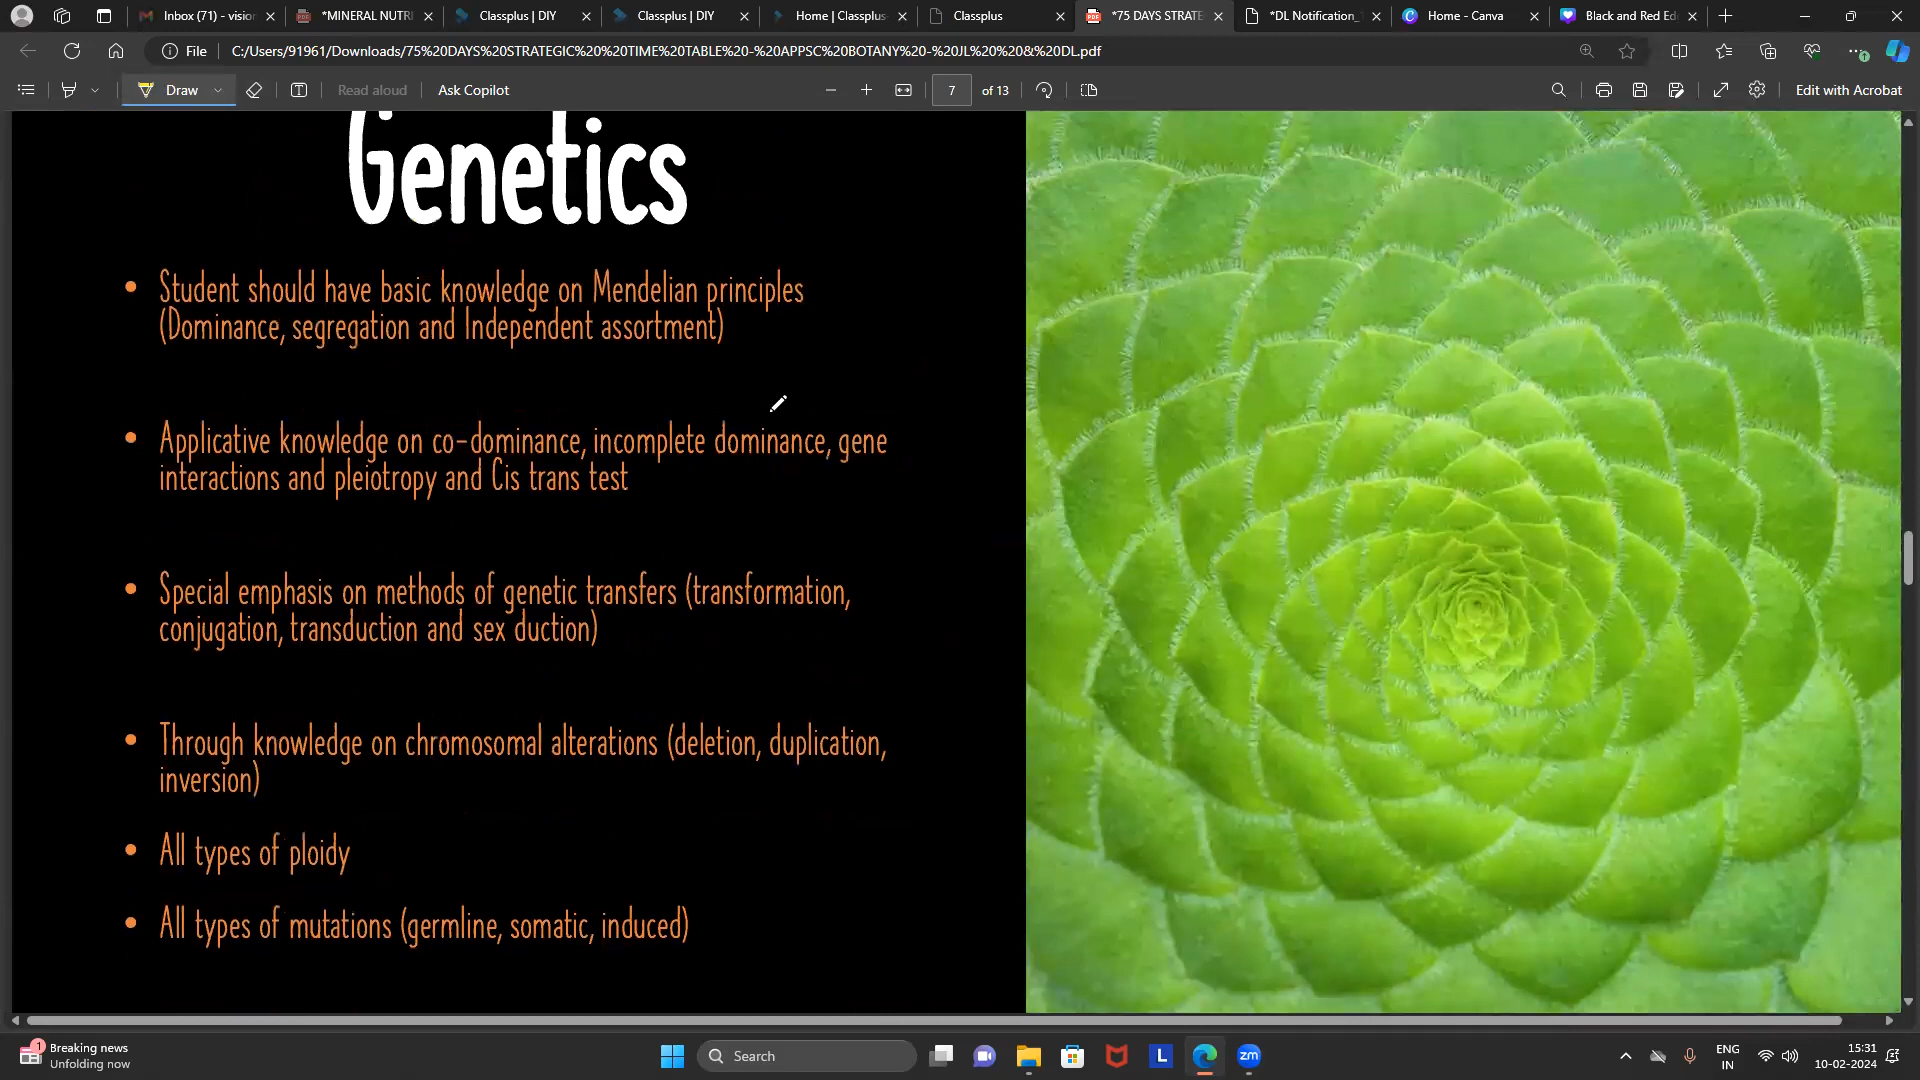 Inbox (71) - vision
*MINERAL NUTRI
Classplus | DIY
Classplus | DIY
Home | Classplus
Classplus
*75 DAYS STRATE
*DL Notification_
Home - Canva
Black and Red Ed
File
C:/Users/91961/Downloads/75%20DAYS%20STRATEGIC%20%20TIME%20TABLE%20-%20APPSC%20BOTANY%20-%20JL%20%20&%20DL.pdf
Draw
Read aloud
Ask Copilot
7
of 13
Edit with Acrobat
Genetics
• Student should have basic knowledge on Mendelian principles
(Dominance, segregation and Independent assortment)
• Applicative knowledge on co-dominance, incomplete dominance, gene
interactions and pleiotropy and Cis trans test
• Special emphasis on methods of genetic transfers (transformation,
conjugation, transduction and sex duction)
• Through knowledge on chromosomal alterations (deletion, duplication,
inversion)
• All types of ploidy
• All types of mutations (germline, somatic, induced)
1
Breaking news
Unfolding now
Search
L
zm
ENG
IN
15:31
10-02-2024